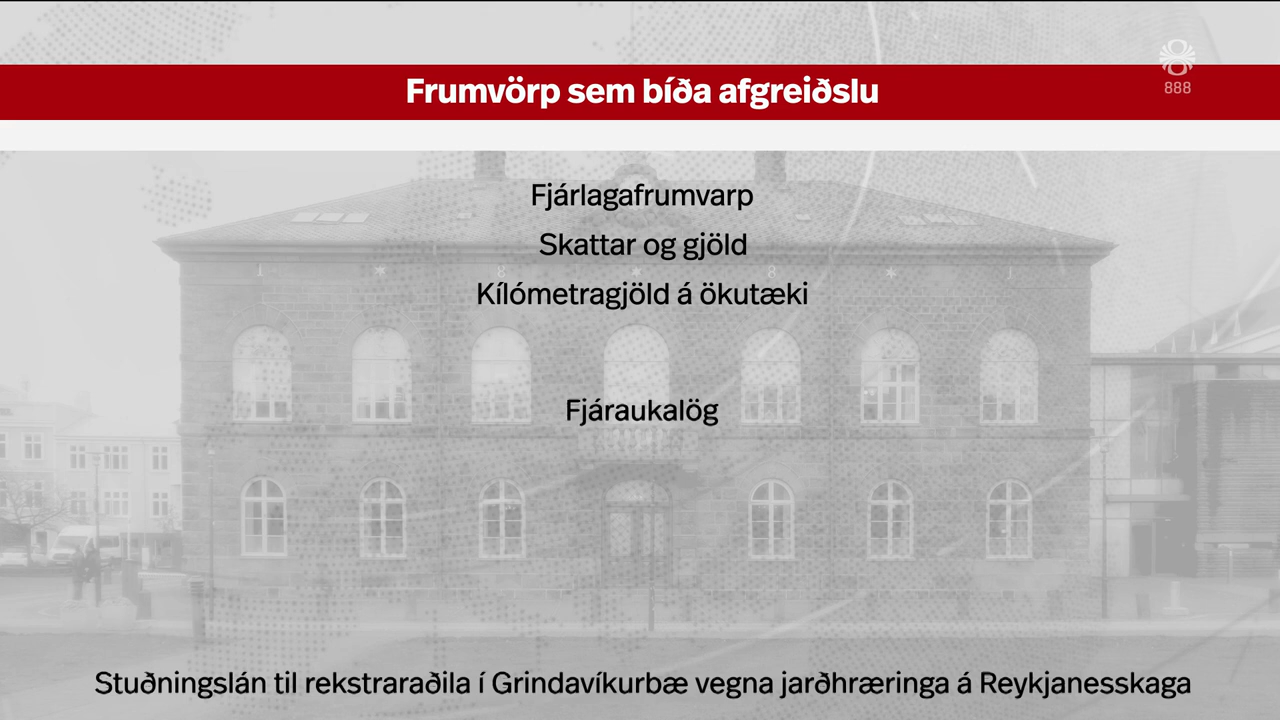 Frumvörp sem bíða afgreiðslu
888
Fjárlagafrumvarp
Skattar og gjöld
Kílómetragjöld á ökutæki
Fjáraukalög
Stuðningslán til rekstraraðila í Grindavíkurbæ vegna jarðhræringa á Reykjanesskaga